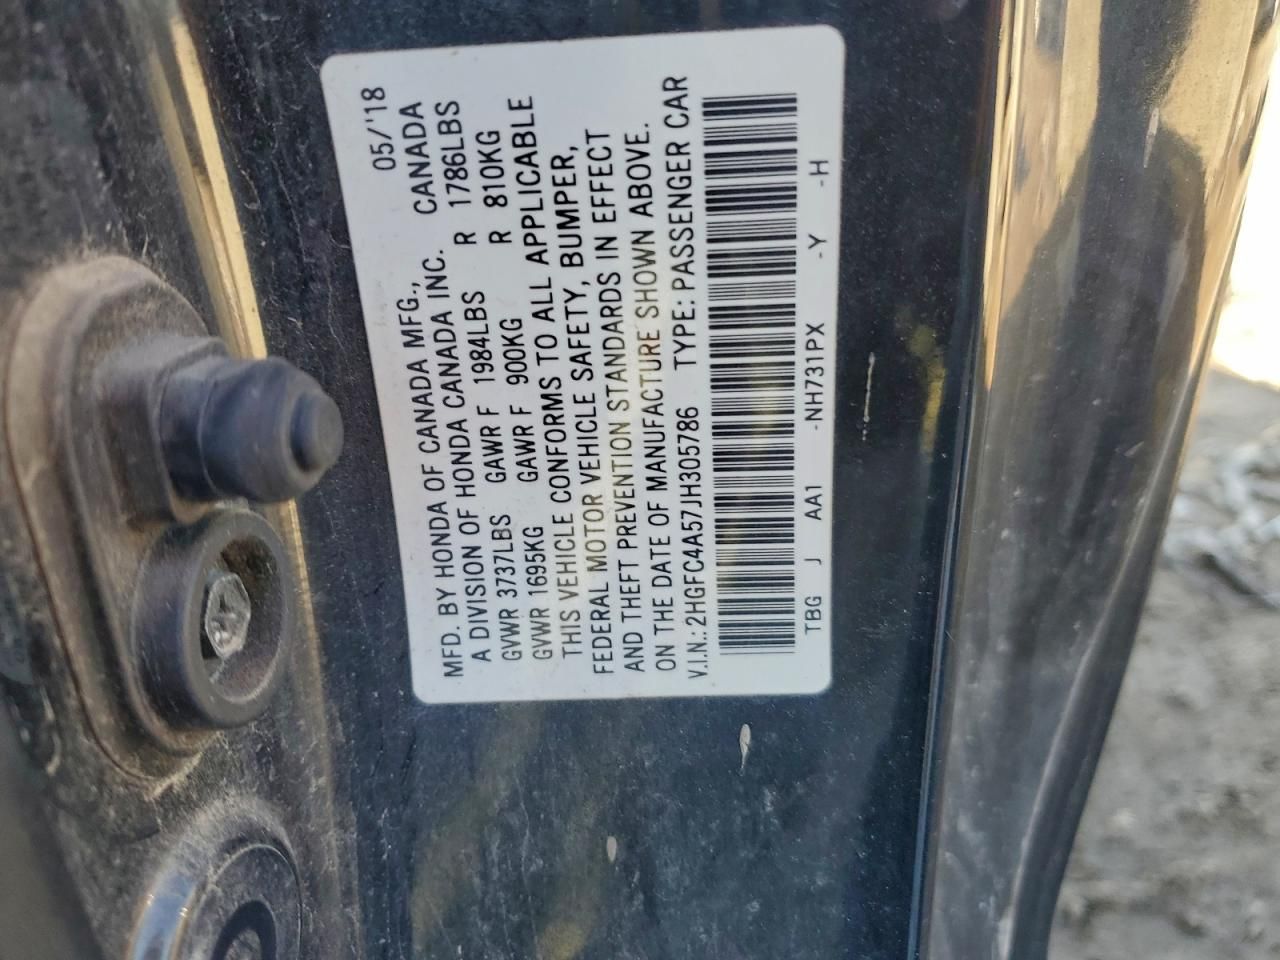 MFD. BY HONDA OF CANADA MFG., 05/'18
A DIVISION OF HONDA CANADA INC. CANADA
GVWR 3737LBS GAWR F 1984LBS R 1786LBS
GVWR 1695KG GAWR F 900KG R 810KG
THIS VEHICLE CONFORMS TO ALL APPLICABLE
FEDERAL MOTOR VEHICLE SAFETY, BUMPER,
AND THEFT PREVENTION STANDARDS IN EFFECT
ON THE DATE OF MANUFACTURE SHOWN ABOVE.
V.I.N.: 2HGFC4A57JH305786 TYPE: PASSENGER CAR
TBG J AA1 -NH731PX -Y -H